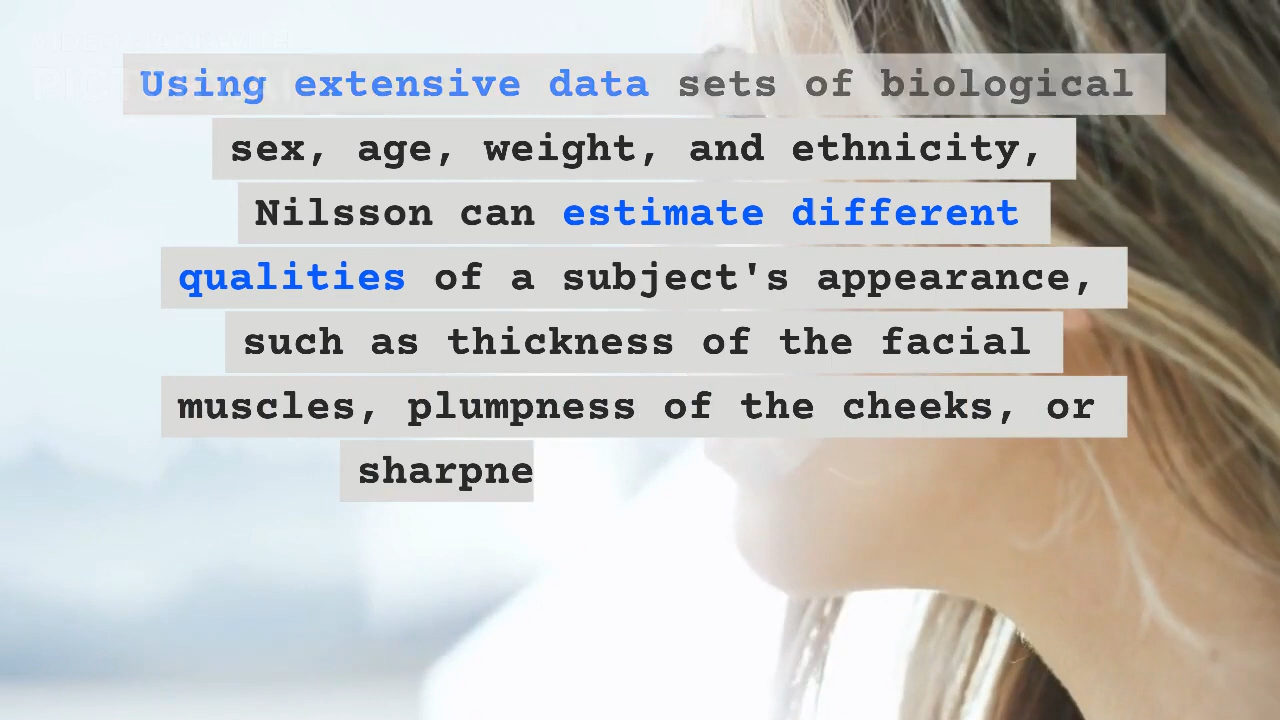 Using extensive data sets of biological
sex, age, weight, and ethnicity,
Nilsson can estimate different
qualities of a subject's appearance,
such as thickness of the facial
muscles, plumpness of the cheeks, or
sharpne